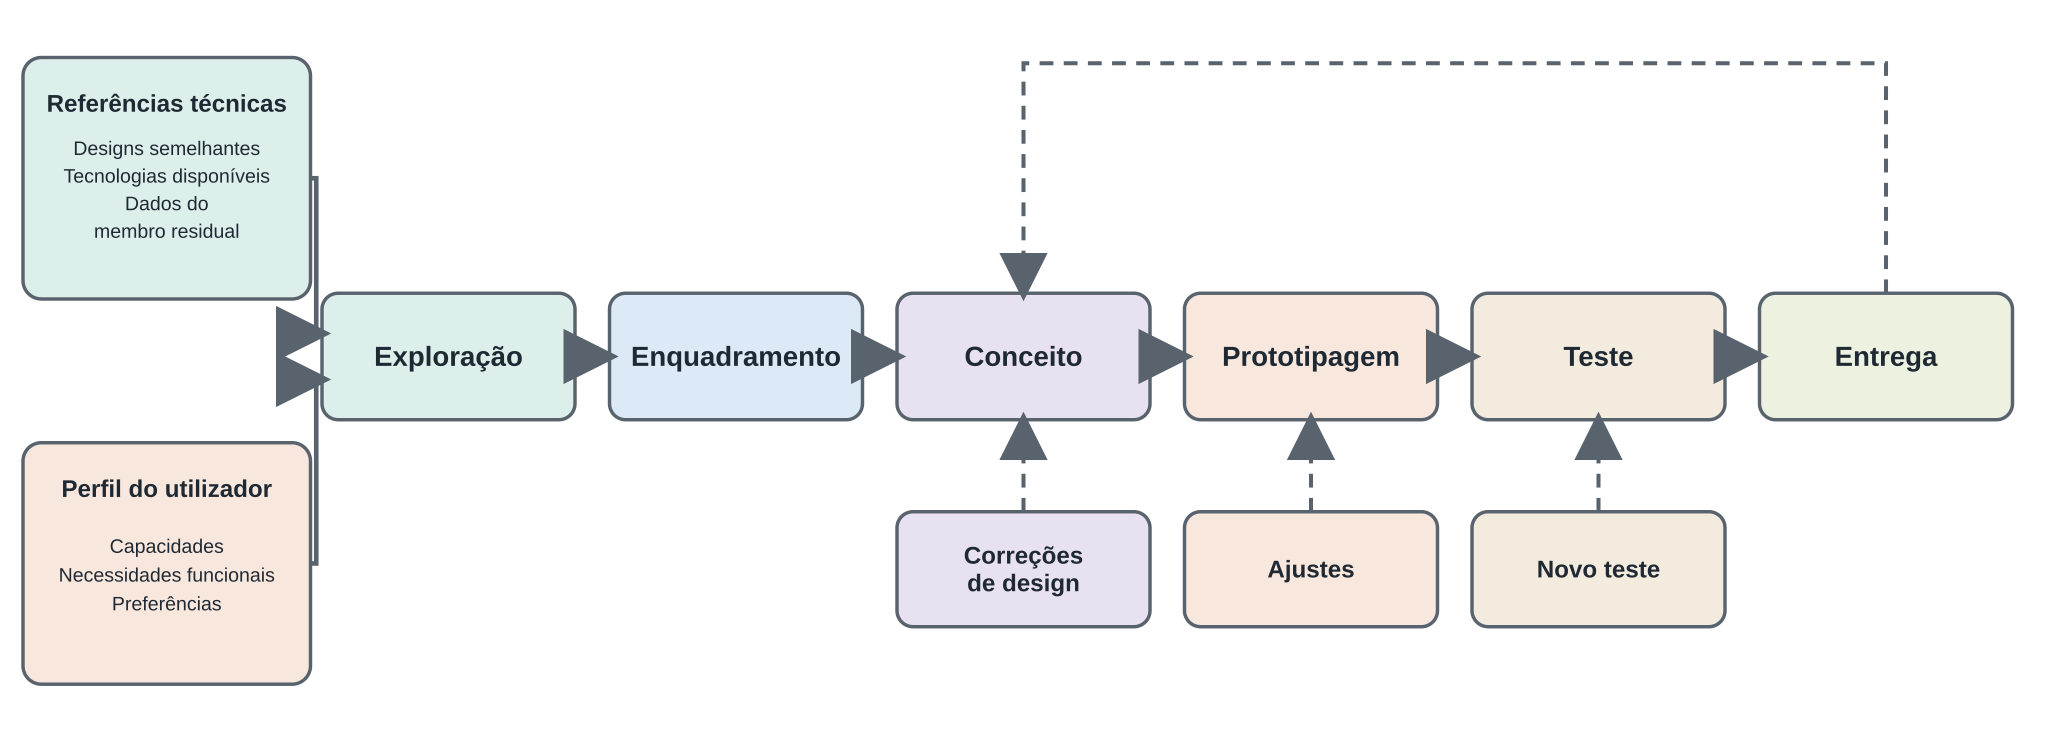 Referências técnicas
Designs semelhantes
Tecnologias disponíveis
Dados do
membro residual
Exploração
Enquadramento
Conceito
Prototipagem
Teste
Entrega
Perfil do utilizador
Capacidades
Necessidades funcionais
Preferências
Correções
de design
Ajustes
Novo teste